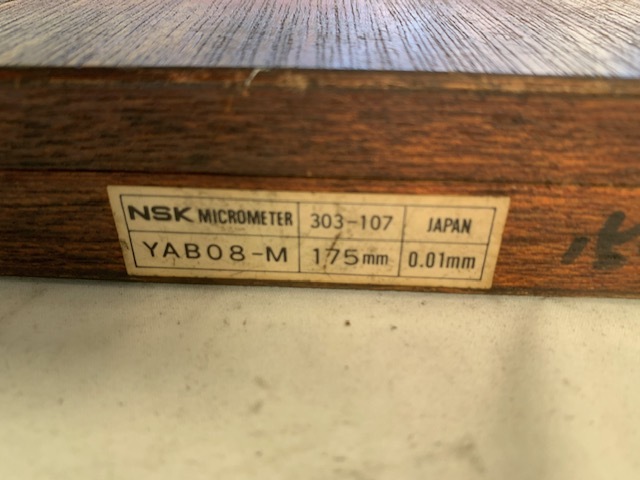 NSK MICROMETER 303-107 JAPAN
YAB08-M 175mm 0.01mm